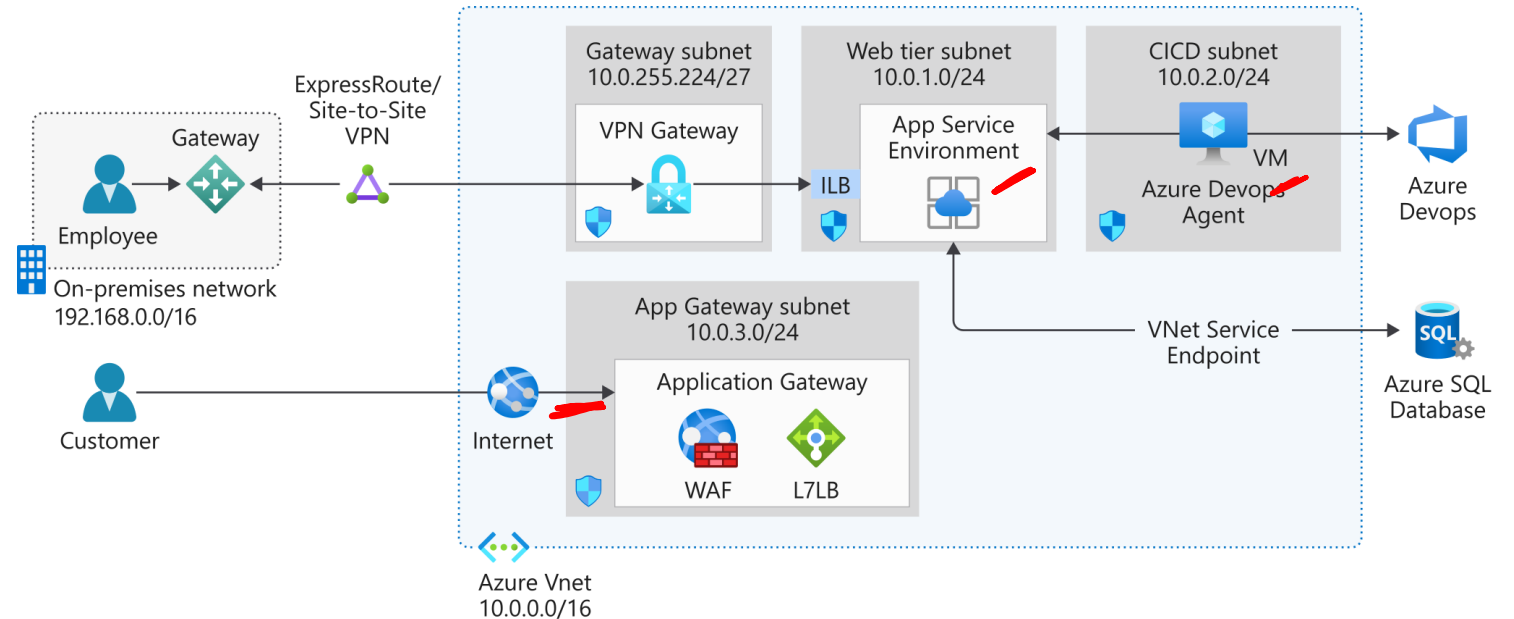 Gateway subnet
10.0.255.224/27
VPN Gateway
Web tier subnet
10.0.1.0/24
App Service
Environment
ILB
CICD subnet
10.0.2.0/24
VM
Azure Devops
Agent
Azure
Devops
ExpressRoute/
Site-to-Site
VPN
Gateway
Employee
On-premises network
192.168.0.0/16
App Gateway subnet
10.0.3.0/24
Application Gateway
WAF
L7LB
VNet Service
Endpoint
SQL
Azure SQL
Database
Customer
Internet
Azure Vnet
10.0.0.0/16